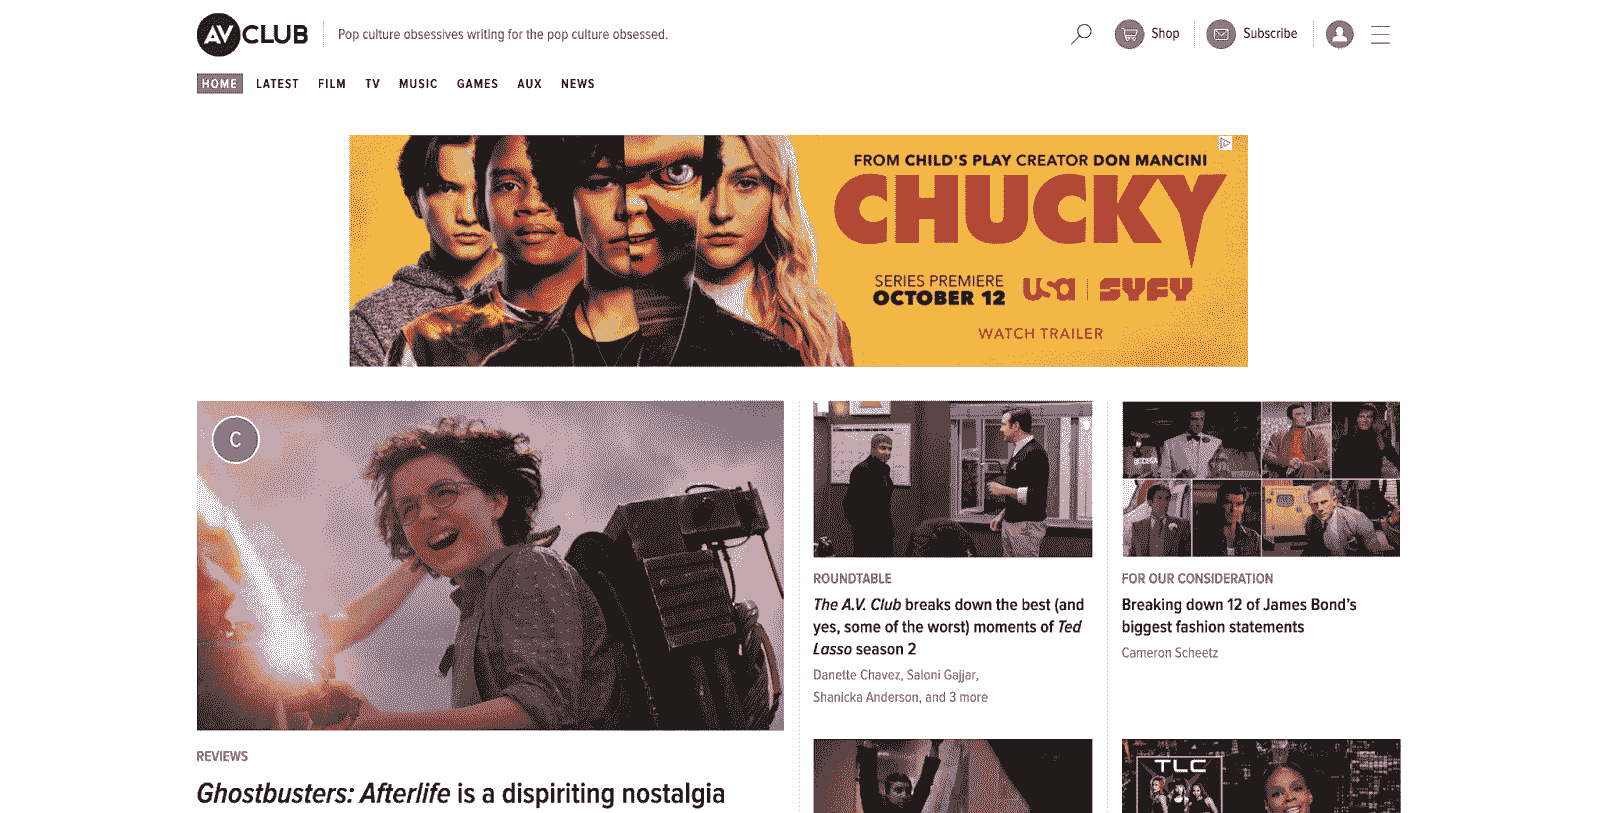 AV CLUB
Pop culture obsessives writing for the pop culture obsessed.
Shop
Subscribe
HOME LATEST FILM TV MUSIC GAMES AUX NEWS
FROM CHILD'S PLAY CREATOR DON MANCINI
CHUCKY
SERIES PREMIERE
OCTOBER 12
usa SYFY
WATCH TRAILER
C
REVIEWS
Ghostbusters: Afterlife is a dispiriting nostalgia
ROUNDTABLE
The A.V. Club breaks down the best (and
yes, some of the worst) moments of Ted
Lasso season 2
Danette Chavez, Saloni Gajjar,
Shanicka Anderson, and 3 more
FOR OUR CONSIDERATION
Breaking down 12 of James Bond's
biggest fashion statements
Cameron Scheetz
TLC